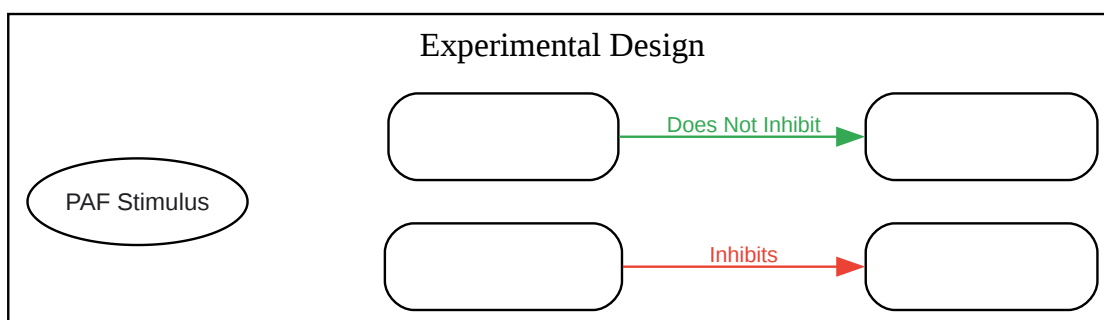 Experimental Design
Does Not Inhibit
PAF Stimulus
Inhibits